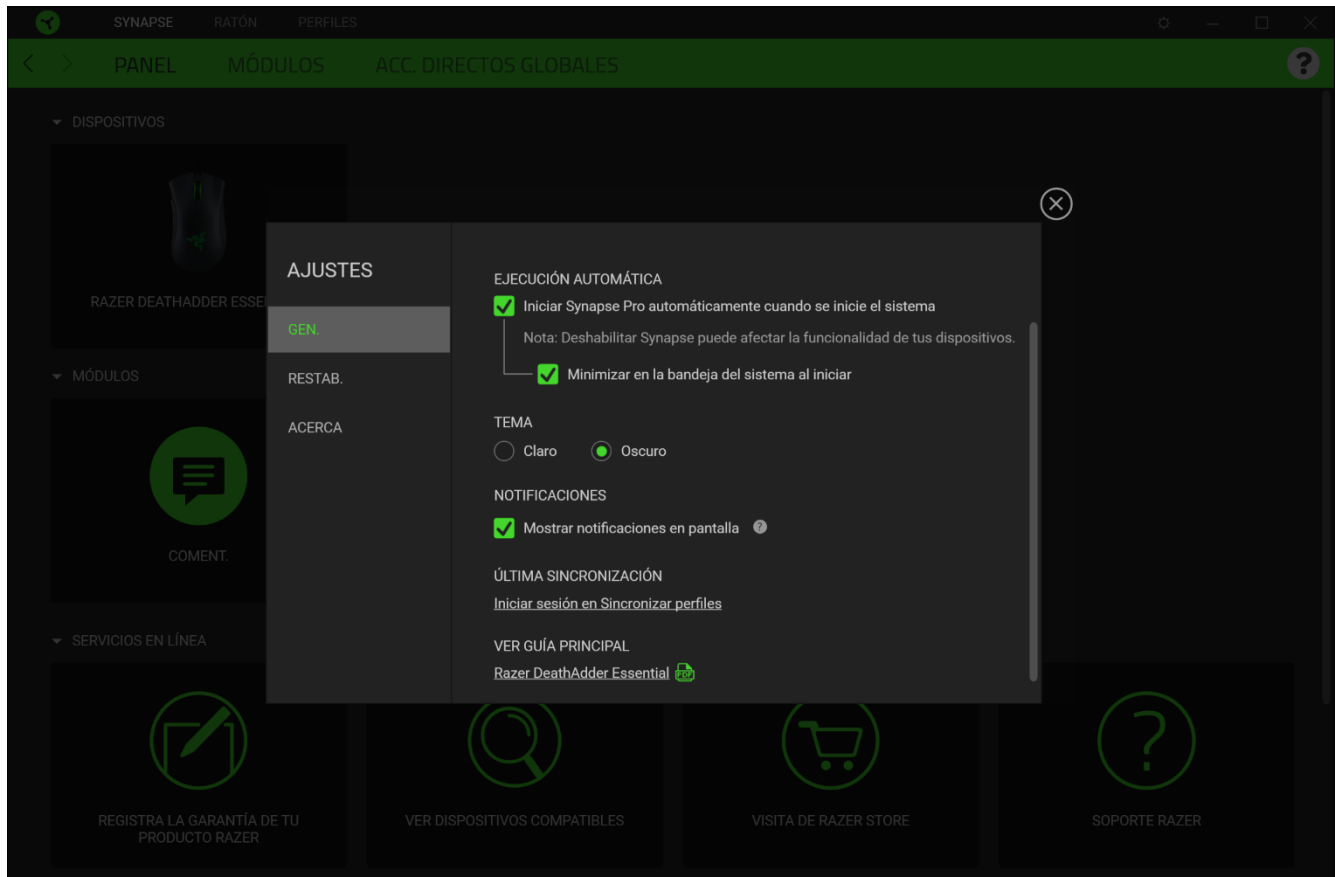 SYNAPSE RATÓN PERFILES
PANEL MÓDULOS ACC. DIRECTOS GLOBALES ?
DISPOSITIVOS
RAZER DEATHADDER
MÓDULOS
COMENT.
SERVICIOS EN LÍNEA
REGISTRA LA GARANTÍA DE TU
PRODUCTO RAZER
VER DISPOSITIVOS COMPATIBLES
VISITA DE RAZER STORE
SOPORTE RAZER
AJUSTES
GEN.
RESTAB.
ACERCA
EJECUCIÓN AUTOMÁTICA
Iniciar Synapse Pro automáticamente cuando se inicie el sistema
Nota: Deshabilitar Synapse puede afectar la funcionalidad de tus dispositivos.
Minimizar en la bandeja del sistema al iniciar
TEMA
Claro Oscuro
NOTIFICACIONES
Mostrar notificaciones en pantalla ?
ÚLTIMA SINCRONIZACIÓN
Iniciar sesión en Sincronizar perfiles
VER GUÍA PRINCIPAL
Razer DeathAdder Essential PDF